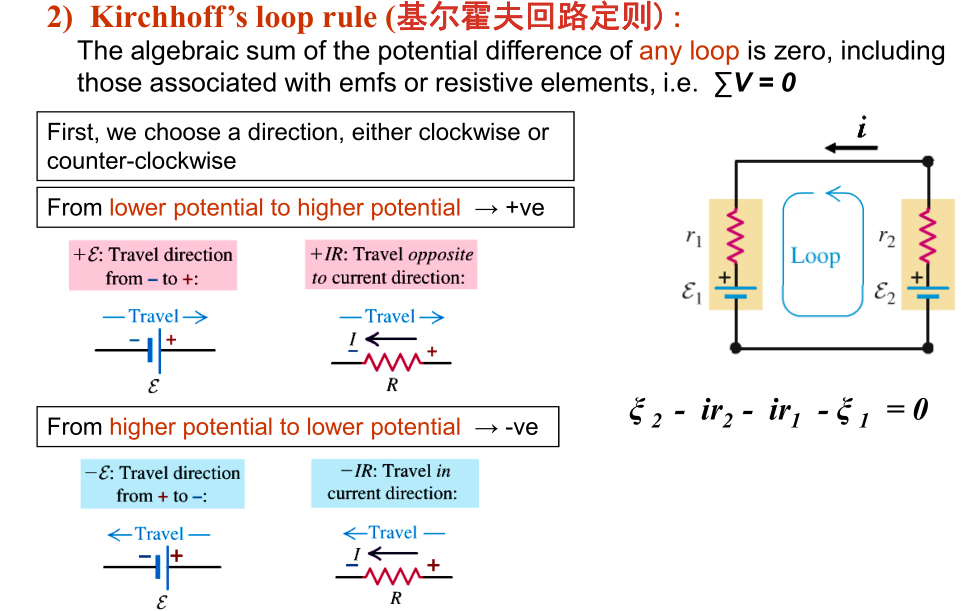 2) Kirchhoff's loop rule (基尔霍夫回路定则) :
The algebraic sum of the potential difference of any loop is zero, including
those associated with emfs or resistive elements, i.e. ∑V = 0
First, we choose a direction, either clockwise or
counter-clockwise
From lower potential to higher potential → +ve
+ℰ: Travel direction
from – to +:
+IR: Travel opposite
to current direction:
Travel
- +
ℰ
Travel
I
– +
R
From higher potential to lower potential → -ve
–ℰ: Travel direction
from + to –:
–IR: Travel in
current direction:
Travel
– +
ℰ
Travel
I
– +
R
i
r₁
r₂
Loop
+
+
ℰ₁
ℰ₂
ξ₂ - ir₂ - ir₁ - ξ₁ = 0